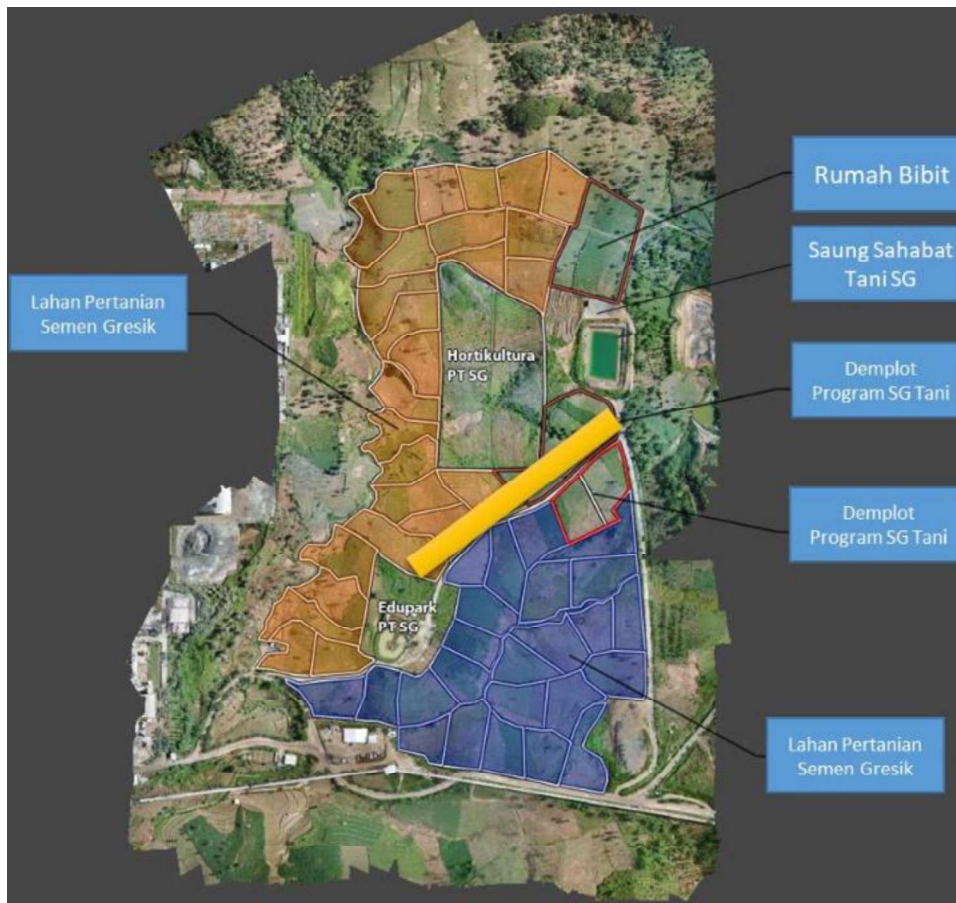 Rumah Bibit
Saung Sahabat
Tani SG
Lahan Pertanian
Semen Gresik
Hortikultura
PT SG
Demplot
Program SG Tani
Demplot
Program SG Tani
Edupark
PT SG
Lahan Pertanian
Semen Gresik